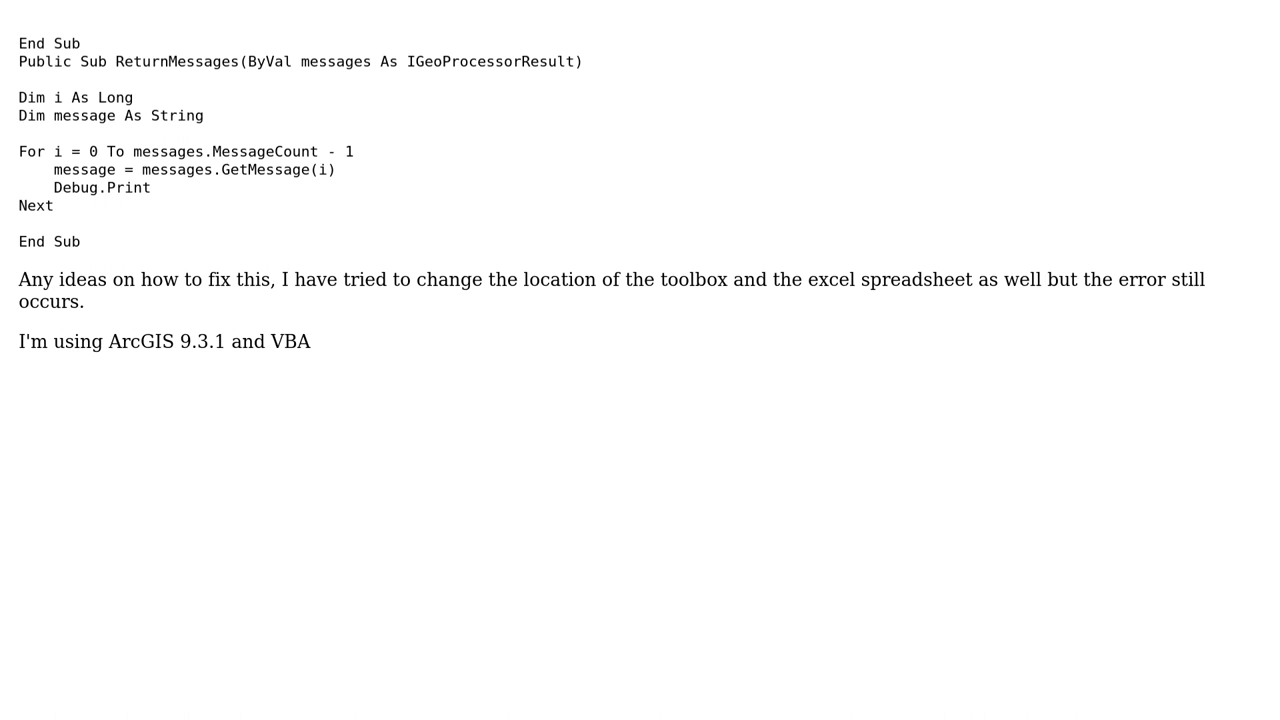 End Sub
Public Sub ReturnMessages(ByVal messages As IGeoProcessorResult)
Dim i As Long
Dim message As String
For i = 0 To messages.MessageCount - 1
    message = messages.GetMessage(i)
    Debug.Print
Next
End Sub
Any ideas on how to fix this, I have tried to change the location of the toolbox and the excel spreadsheet as well but the error still
occurs.
I'm using ArcGIS 9.3.1 and VBA